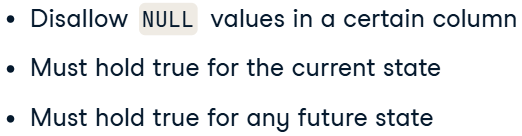 • Disallow NULL values in a certain column
• Must hold true for the current state
• Must hold true for any future state